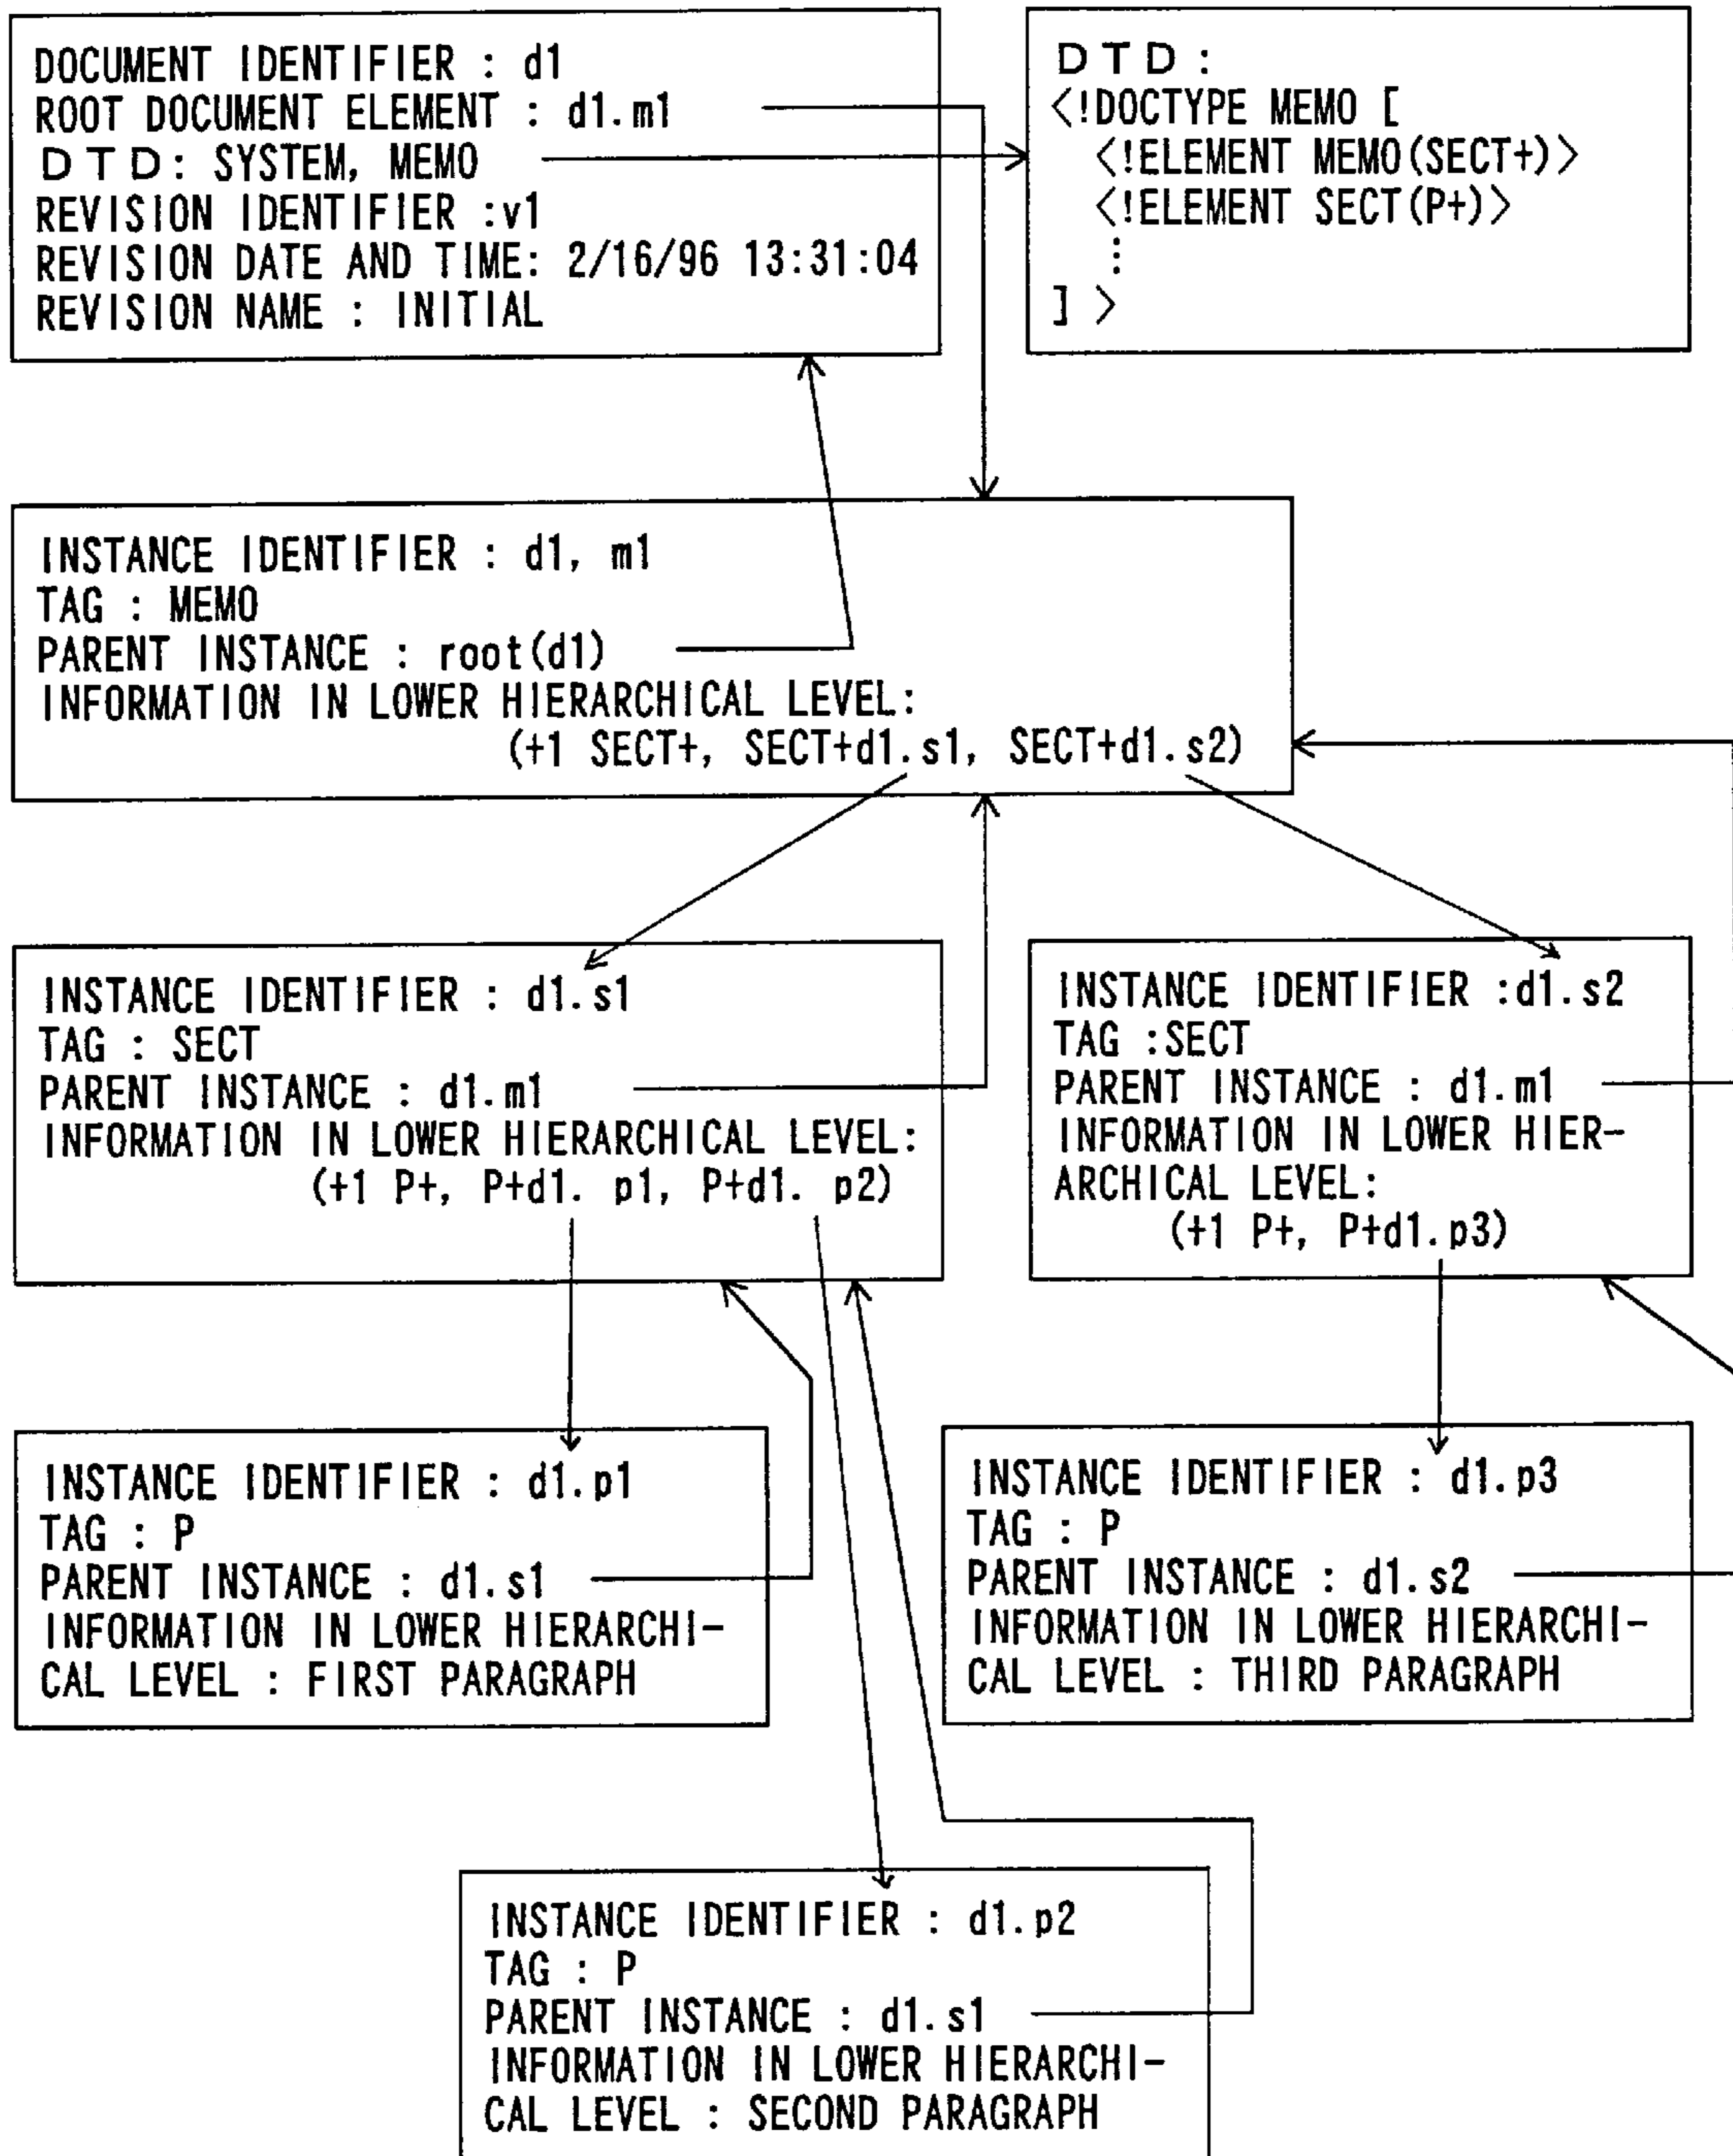 DOCUMENT IDENTIFIER : d1
ROOT DOCUMENT ELEMENT : d1.m1
DTD: SYSTEM, MEMO
REVISION IDENTIFIER :v1
REVISION DATE AND TIME: 2/16/96 13:31:04
REVISION NAME : INITIAL
DTD :
<!DOCTYPE MEMO [
<!ELEMENT MEMO(SECT+)>
<!ELEMENT SECT(P+)>
⋮
] >
INSTANCE IDENTIFIER : d1, m1
TAG : MEMO
PARENT INSTANCE : root(d1)
INFORMATION IN LOWER HIERARCHICAL LEVEL:
(+1 SECT+, SECT+d1.s1, SECT+d1.s2)
INSTANCE IDENTIFIER : d1.s1
TAG : SECT
PARENT INSTANCE : d1.m1
INFORMATION IN LOWER HIERARCHICAL LEVEL:
(+1 P+, P+d1. p1, P+d1. p2)
INSTANCE IDENTIFIER :d1.s2
TAG :SECT
PARENT INSTANCE : d1.m1
INFORMATION IN LOWER HIER-
ARCHICAL LEVEL:
(+1 P+, P+d1.p3)
INSTANCE IDENTIFIER : d1.p1
TAG : P
PARENT INSTANCE : d1.s1
INFORMATION IN LOWER HIERARCHI-
CAL LEVEL : FIRST PARAGRAPH
INSTANCE IDENTIFIER : d1.p3
TAG : P
PARENT INSTANCE : d1.s2
INFORMATION IN LOWER HIERARCHI-
CAL LEVEL : THIRD PARAGRAPH
INSTANCE IDENTIFIER : d1.p2
TAG : P
PARENT INSTANCE : d1.s1
INFORMATION IN LOWER HIERARCHI-
CAL LEVEL : SECOND PARAGRAPH